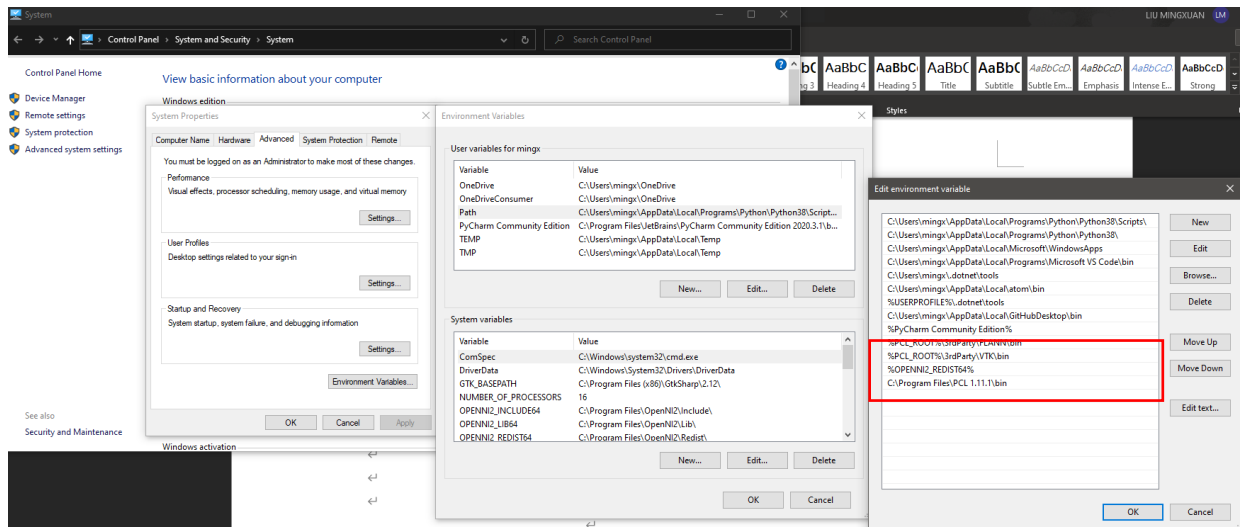 System
LIU MINGXUAN LM
Control Panel > System and Security > System
Search Control Panel
Control Panel Home
Device Manager
Remote settings
System protection
Advanced system settings
See also
Security and Maintenance
View basic information about your computer
Windows edition
Windows activation
AaBbC AaBbC AaBbC AaBbC AaBbCcD AaBbCcD AaBbCcD AaBbCcD
Heading 4 Heading 5 Title Subtitle Subtle Em... Emphasis Intense E... Strong
Styles
System Properties
Computer Name Hardware Advanced System Protection Remote
You must be logged on as an Administrator to make most of these changes.
Performance
Visual effects, processor scheduling, memory usage, and virtual memory
Settings...
User Profiles
Desktop settings related to your sign-in
Settings...
Startup and Recovery
System startup, system failure, and debugging information
Settings...
Environment Variables...
OK Cancel Apply
Environment Variables
User variables for mingx
Variable Value
OneDrive C:\Users\mingx\OneDrive
OneDriveConsumer C:\Users\mingx\OneDrive
Path C:\Users\mingx\AppData\Local\Programs\Python\Python38\Script...
PyCharm Community Edition C:\Program Files\JetBrains\PyCharm Community Edition 2020.3.1\b...
TEMP C:\Users\mingx\AppData\Local\Temp
TMP C:\Users\mingx\AppData\Local\Temp
New... Edit... Delete
System variables
Variable Value
ComSpec C:\Windows\system32\cmd.exe
DriverData C:\Windows\System32\Drivers\DriverData
GTK_BASEPATH C:\Program Files (x86)\GtkSharp\2.12\
NUMBER_OF_PROCESSORS 16
OPENNI2_INCLUDE64 C:\Program Files\OpenNI2\Include\
OPENNI2_LIB64 C:\Program Files\OpenNI2\Lib\
OPENNI2_REDIST64 C:\Program Files\OpenNI2\Redist\
New... Edit... Delete
OK Cancel
Edit environment variable
C:\Users\mingx\AppData\Local\Programs\Python\Python38\Scripts\
C:\Users\mingx\AppData\Local\Programs\Python\Python38\
C:\Users\mingx\AppData\Local\Microsoft\WindowsApps
C:\Users\mingx\AppData\Local\Programs\Microsoft VS Code\bin
C:\Users\mingx\.dotnet\tools
C:\Users\mingx\AppData\Local\atom\bin
%USERPROFILE%\.dotnet\tools
C:\Users\mingx\AppData\Local\GitHubDesktop\bin
%PyCharm Community Edition%
%PCL_ROOT%\3rdParty\FLANN\bin
%PCL_ROOT%\3rdParty\VTK\bin
%OPENNI2_REDIST64%
C:\Program Files\PCL 1.11.1\bin
New
Edit
Browse...
Delete
Move Up
Move Down
Edit text...
OK Cancel